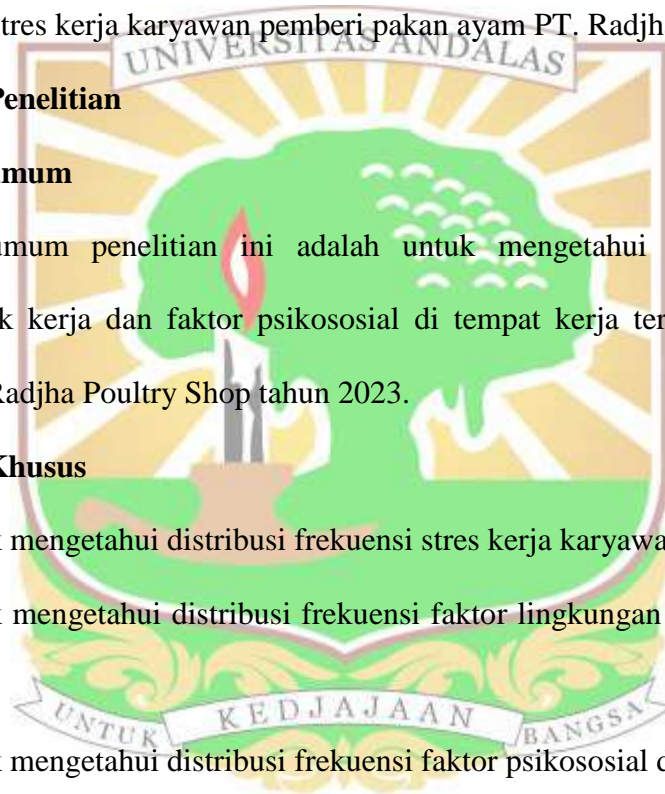 tres kerja karyawan pemberi pakan ayam PT. Radjh
UNIVERSITAS ANDALAS
Penelitian
umum
umum penelitian ini adalah untuk mengetahui
k kerja dan faktor psikososial di tempat kerja ter
Radjha Poultry Shop tahun 2023.
Khusus
k mengetahui distribusi frekuensi stres kerja karyawa
k mengetahui distribusi frekuensi faktor lingkungan
UNTUK KEDJAJAAN BANGSA
k mengetahui distribusi frekuensi faktor psikososial d